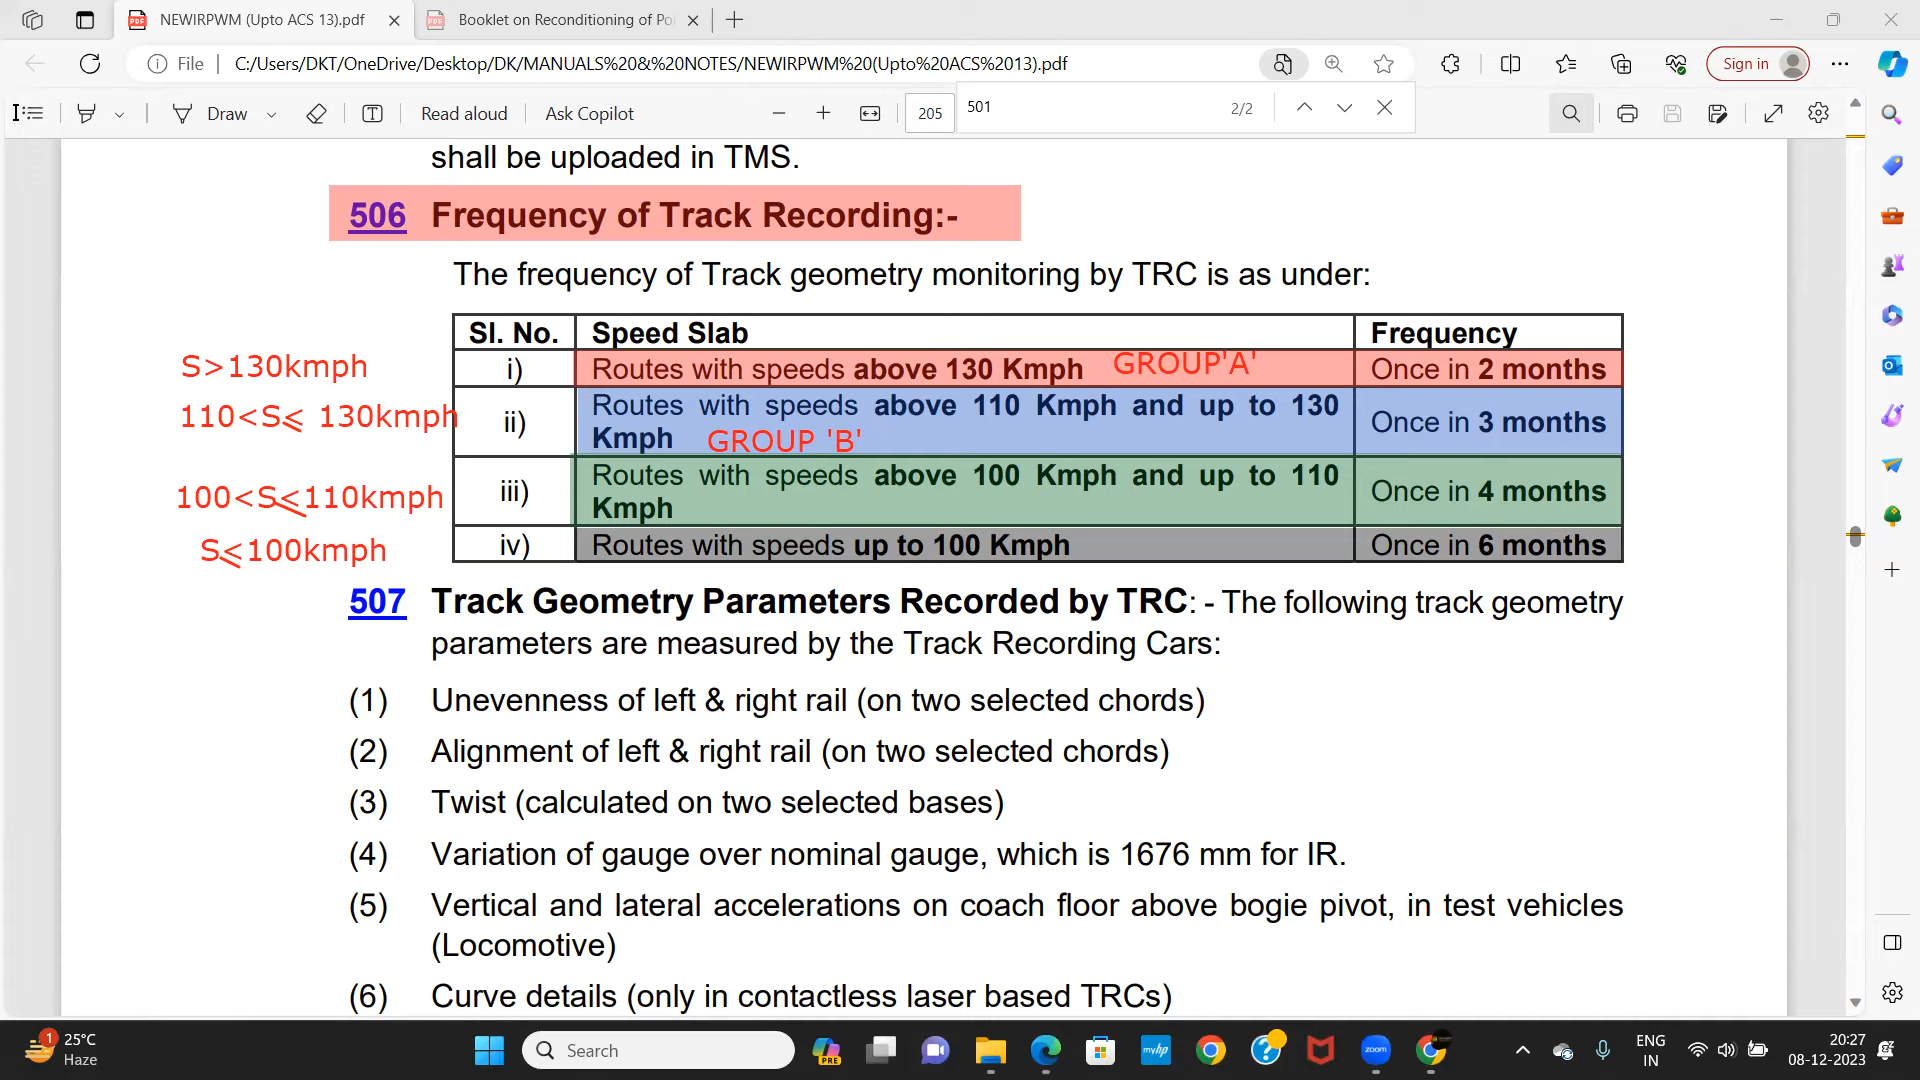 NEWIRPWM (Upto ACS 13).pdf
Booklet on Reconditioning of Poi
File
C:/Users/DKT/OneDrive/Desktop/DK/MANUALS%20&%20NOTES/NEWIRPWM%20(Upto%20ACS%2013).pdf
Sign in
Draw
Read aloud
Ask Copilot
205
501
2/2
shall be uploaded in TMS.
506 Frequency of Track Recording:-
The frequency of Track geometry monitoring by TRC is as under:
Sl. No. Speed Slab Frequency
S>130kmph i) Routes with speeds above 130 Kmph GROUP'A' Once in 2 months
110<S⩽ 130kmph ii) Routes with speeds above 110 Kmph and up to 130
Kmph GROUP 'B' Once in 3 months
100<S⩽110kmph iii) Routes with speeds above 100 Kmph and up to 110
Kmph Once in 4 months
S⩽100kmph iv) Routes with speeds up to 100 Kmph Once in 6 months
507 Track Geometry Parameters Recorded by TRC: - The following track geometry
parameters are measured by the Track Recording Cars:
(1) Unevenness of left & right rail (on two selected chords)
(2) Alignment of left & right rail (on two selected chords)
(3) Twist (calculated on two selected bases)
(4) Variation of gauge over nominal gauge, which is 1676 mm for IR.
(5) Vertical and lateral accelerations on coach floor above bogie pivot, in test vehicles
(Locomotive)
(6) Curve details (only in contactless laser based TRCs)
1
25°C
Haze
Search
PRE
myhp
zoom
ENG
IN
20:27
08-12-2023